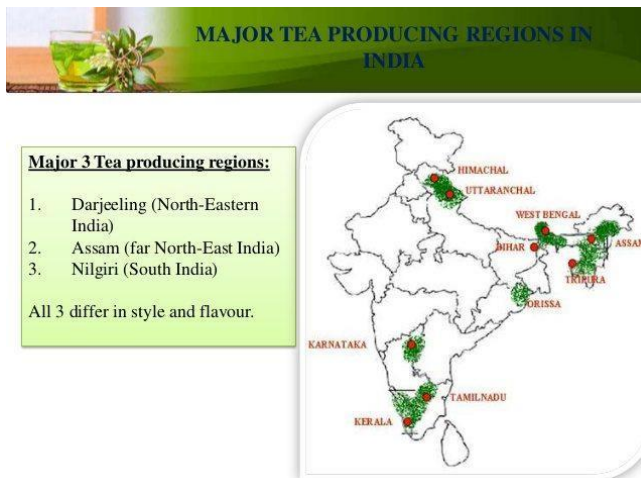 MAJOR TEA PRODUCING REGIONS IN
INDIA
Major 3 Tea producing regions:
1. Darjeeling (North-Eastern
India)
2. Assam (far North-East India)
3. Nilgiri (South India)
All 3 differ in style and flavour.
HIMACHAL
UTTARANCHAL
WEST BENGAL
BIHAR
ASSAM
TRIPURA
ORISSA
KARNATAKA
TAMILNADU
KERALA